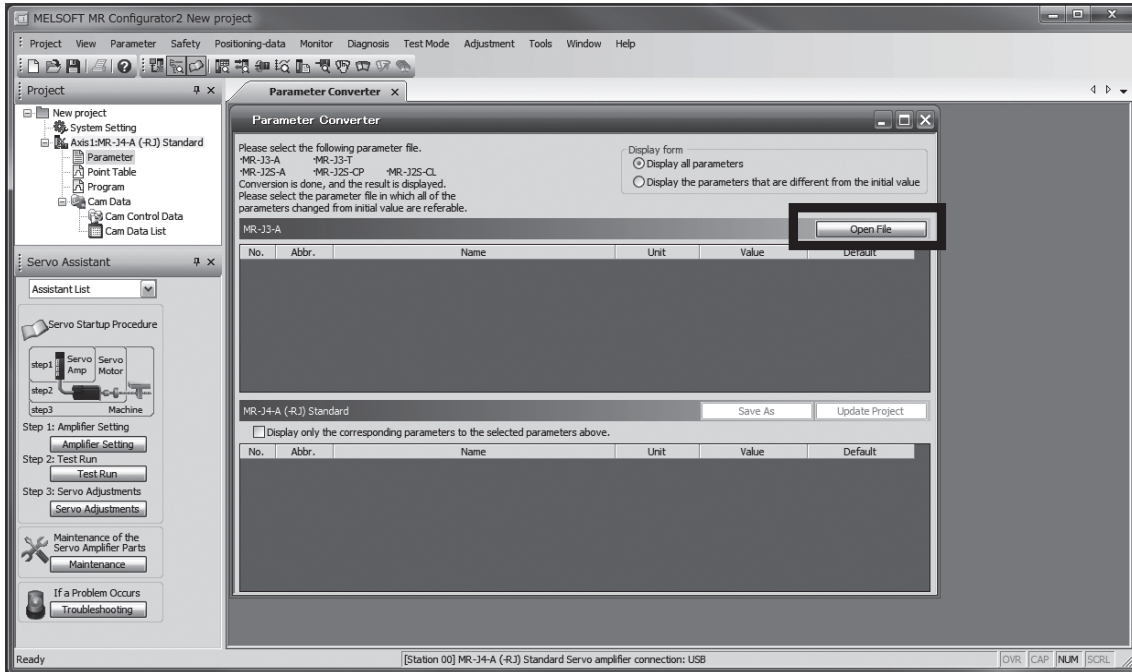 MELSOFT MR Configurator2 New project
Project View Parameter Safety Positioning-data Monitor Diagnosis Test Mode Adjustment Tools Window Help
Project
New project
System Setting
Axis1:MR-J4-A (-RJ) Standard
Parameter
Point Table
Program
Cam Data
Cam Control Data
Cam Data List
Servo Assistant
Assistant List
Servo Startup Procedure
step1 Servo Amp Servo Motor
step2
step3 Machine
Step 1: Amplifier Setting
Amplifier Setting
Step 2: Test Run
Test Run
Step 3: Servo Adjustments
Servo Adjustments
Maintenance of the
Servo Amplifier Parts
Maintenance
If a Problem Occurs
Troubleshooting
Parameter Converter
Parameter Converter
Please select the following parameter file.
·MR-J3-A ·MR-J3-T
·MR-J2S-A ·MR-J2S-CP ·MR-J2S-CL
Conversion is done, and the result is displayed.
Please select the parameter file in which all of the
parameters changed from initial value are referable.
Display form
Display all parameters
Display the parameters that are different from the initial value
MR-J3-A Open File
No. Abbr. Name Unit Value Default
MR-J4-A (-RJ) Standard Save As Update Project
Display only the corresponding parameters to the selected parameters above.
No. Abbr. Name Unit Value Default
Ready [Station 00] MR-J4-A (-RJ) Standard Servo amplifier connection: USB OVR CAP NUM SCRL